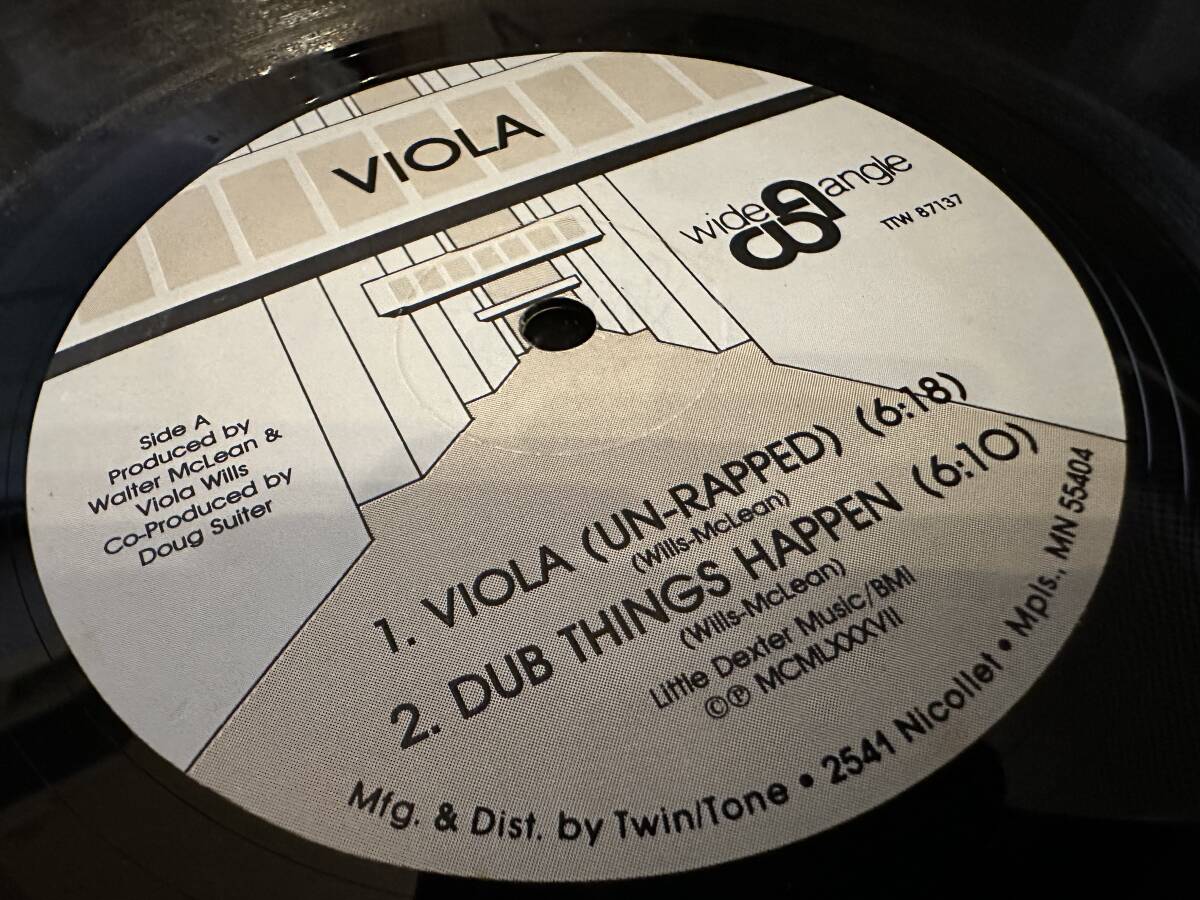 VIOLA
wide angle
TTW 87137
Side A
Produced by
Walter McLean &
Viola Wills
Co-Produced by
Doug Suiter
1. VIOLA (UN-RAPPED) (6:18)
(Wills-McLean)
2. DUB THINGS HAPPEN (6:10)
(Wills-McLean)
Little Dexter Music/BMI
©℗ MCMLXXXVII
Mfg. & Dist. by Twin/Tone • 2541 Nicollet • Mpls., MN 55404